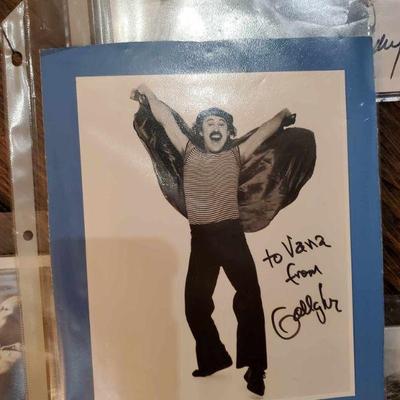 to Vana
from
Gallagher